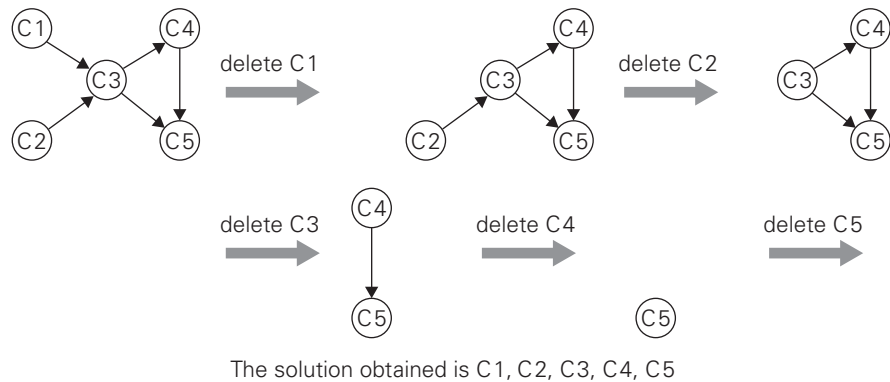 C1 C4 C4 C4
delete C1 delete C2
C3 C3 C3
C2 C5 C2 C5 C5
delete C3 C4 delete C4 delete C5
C5 C5
The solution obtained is C1, C2, C3, C4, C5